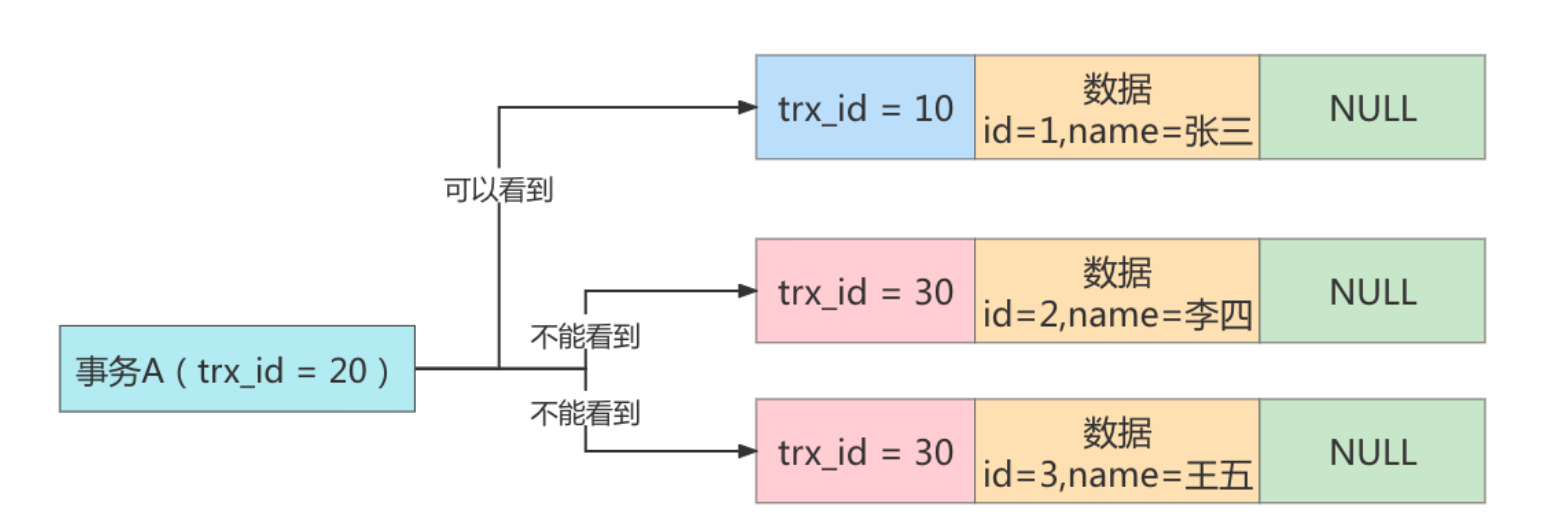 trx_id = 10
数据
id=1,name=张三
NULL
可以看到
trx_id = 30
数据
id=2,name=李四
NULL
不能看到
事务A ( trx_id = 20 )
不能看到
trx_id = 30
数据
id=3,name=王五
NULL